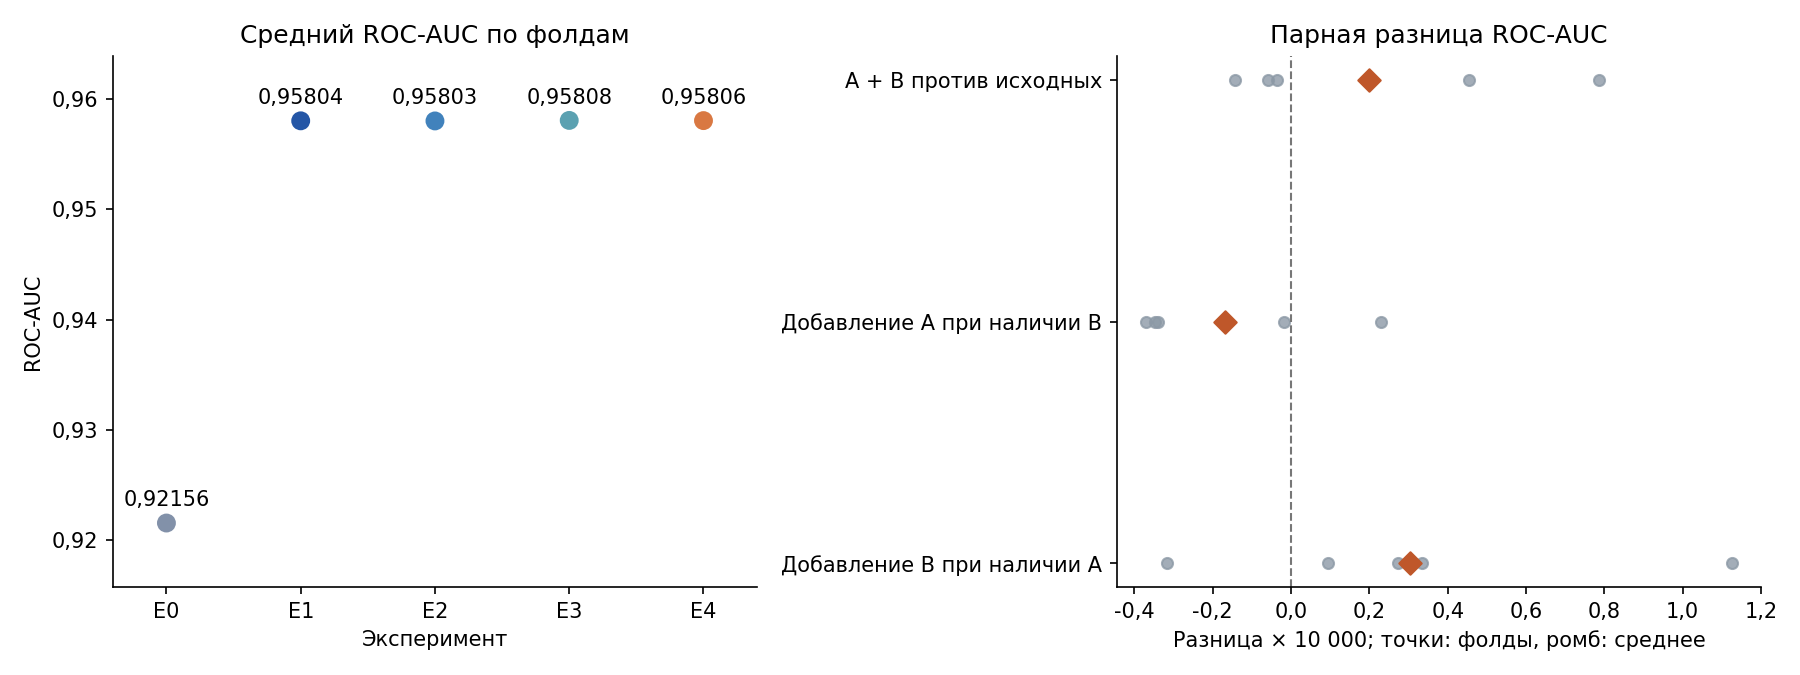 Средний ROC-AUC по фолдам
ROC-AUC
0,96
0,95
0,94
0,93
0,92
0,92156
0,95804
0,95803
0,95808
0,95806
E0
E1
E2
E3
E4
Эксперимент
Парная разница ROC-AUC
A + B против исходных
Добавление A при наличии B
Добавление B при наличии A
-0,4
-0,2
0,0
0,2
0,4
0,6
0,8
1,0
1,2
Разница × 10 000; точки: фолды, ромб: среднее